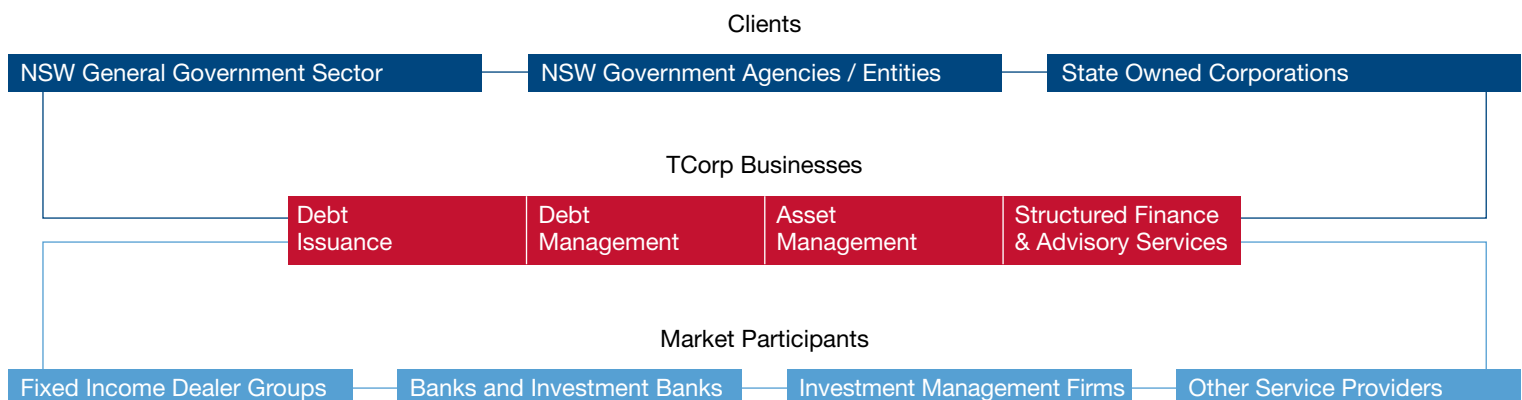 Clients
NSW General Government Sector
NSW Government Agencies / Entities
State Owned Corporations
TCorp Businesses
Debt
Issuance
Debt
Management
Asset
Management
Structured Finance
& Advisory Services
Market Participants
Fixed Income Dealer Groups
Banks and Investment Banks
Investment Management Firms
Other Service Providers